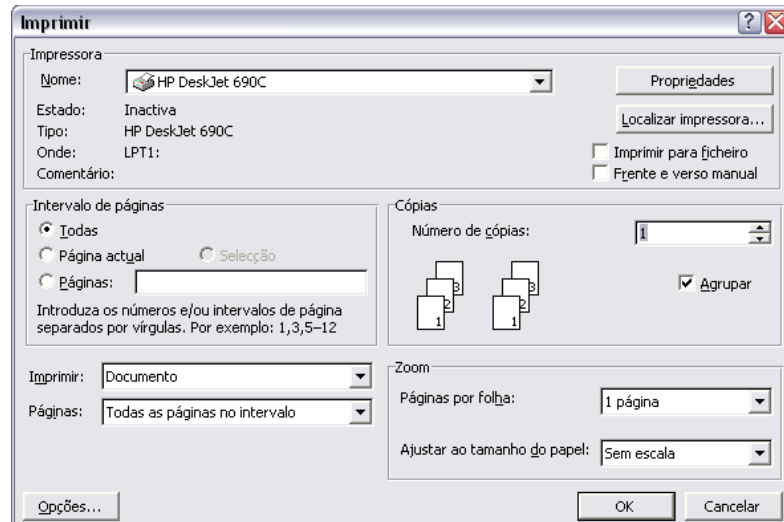 Imprimir
Impressora
Nome: HP DeskJet 690C Propriedades
Estado: Inactiva
Tipo: HP DeskJet 690C Localizar impressora...
Onde: LPT1: Imprimir para ficheiro
Comentário: Frente e verso manual
Intervalo de páginas
Todas
Página actual Selecção
Páginas:
Introduza os números e/ou intervalos de página
separados por vírgulas. Por exemplo: 1,3,5–12
Cópias
Número de cópias: 1
3 3
2 2
1 1
Agrupar
Imprimir: Documento
Páginas: Todas as páginas no intervalo
Zoom
Páginas por folha: 1 página
Ajustar ao tamanho do papel: Sem escala
Opções... OK Cancelar